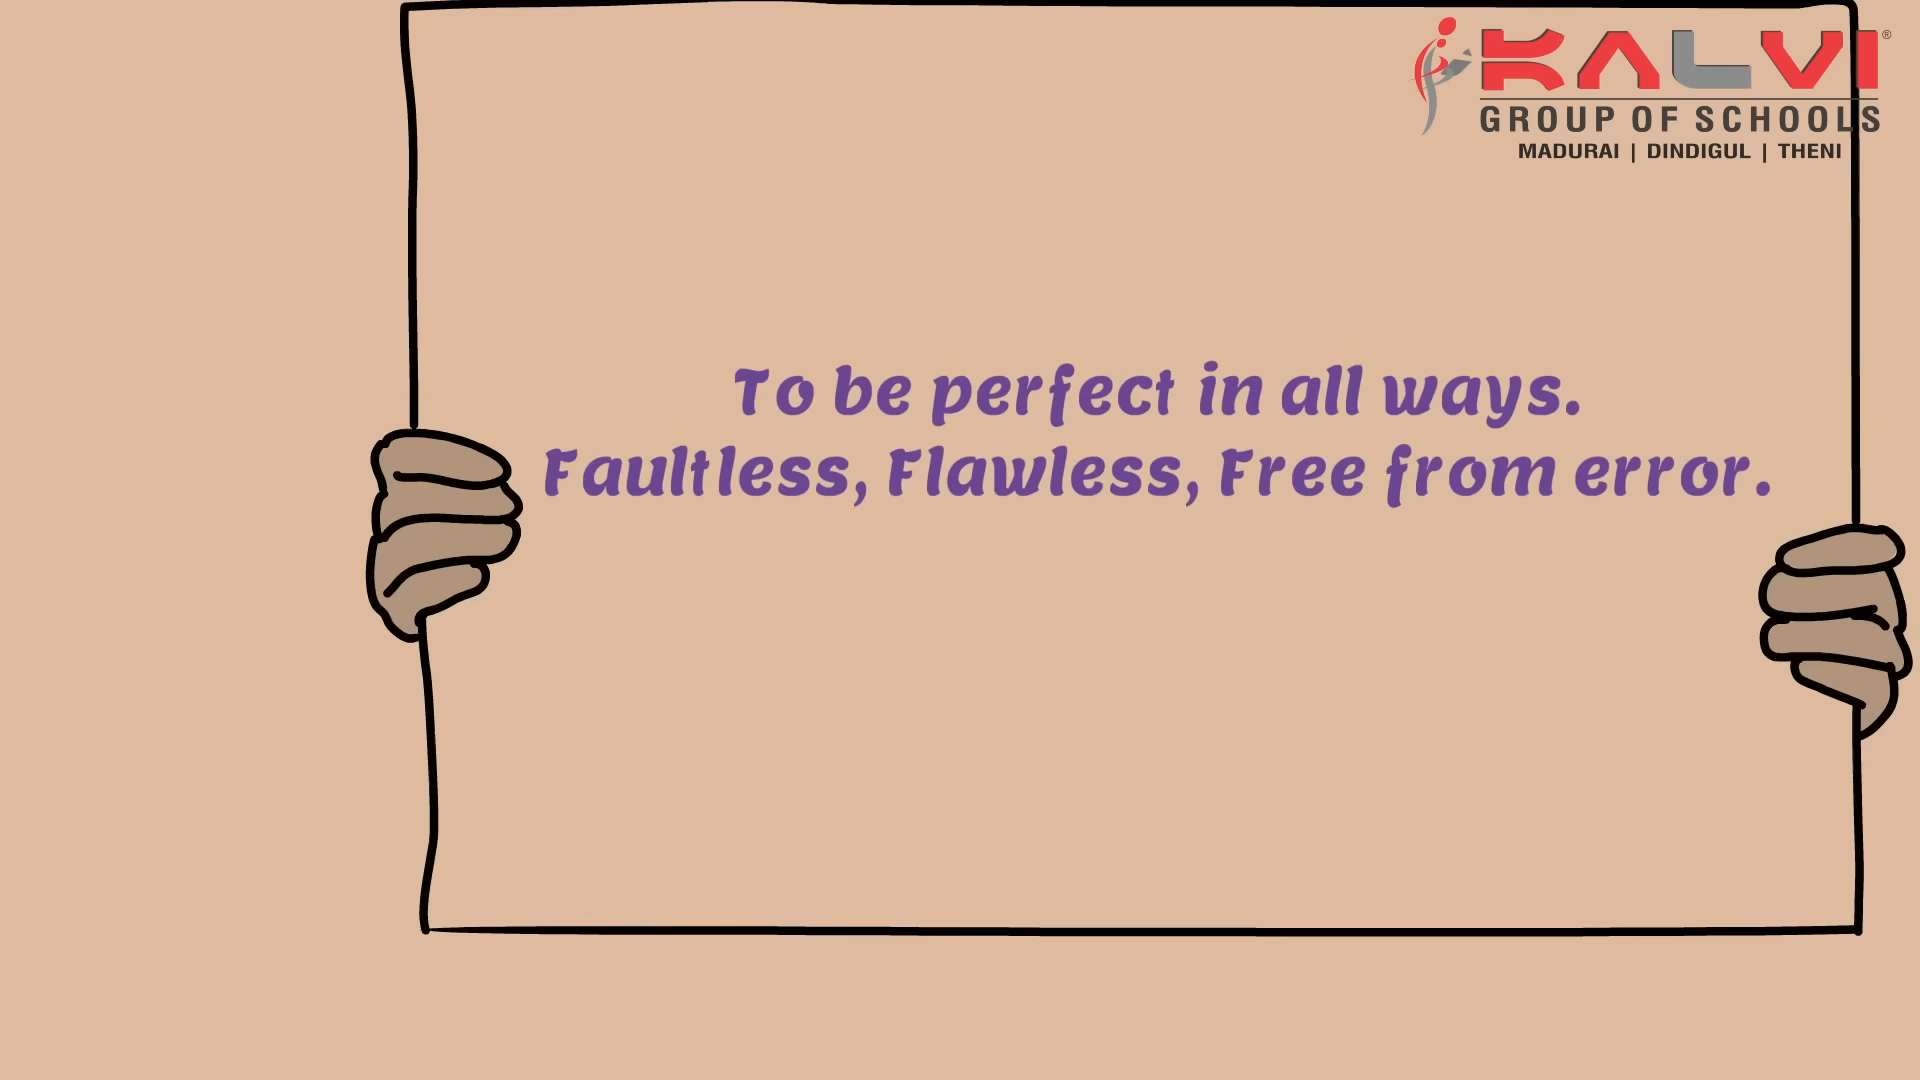 KALVI®
GROUP OF SCHOOLS
MADURAI | DINDIGUL | THENI
To be perfect in all ways.
Faultless, Flawless, Free from error.